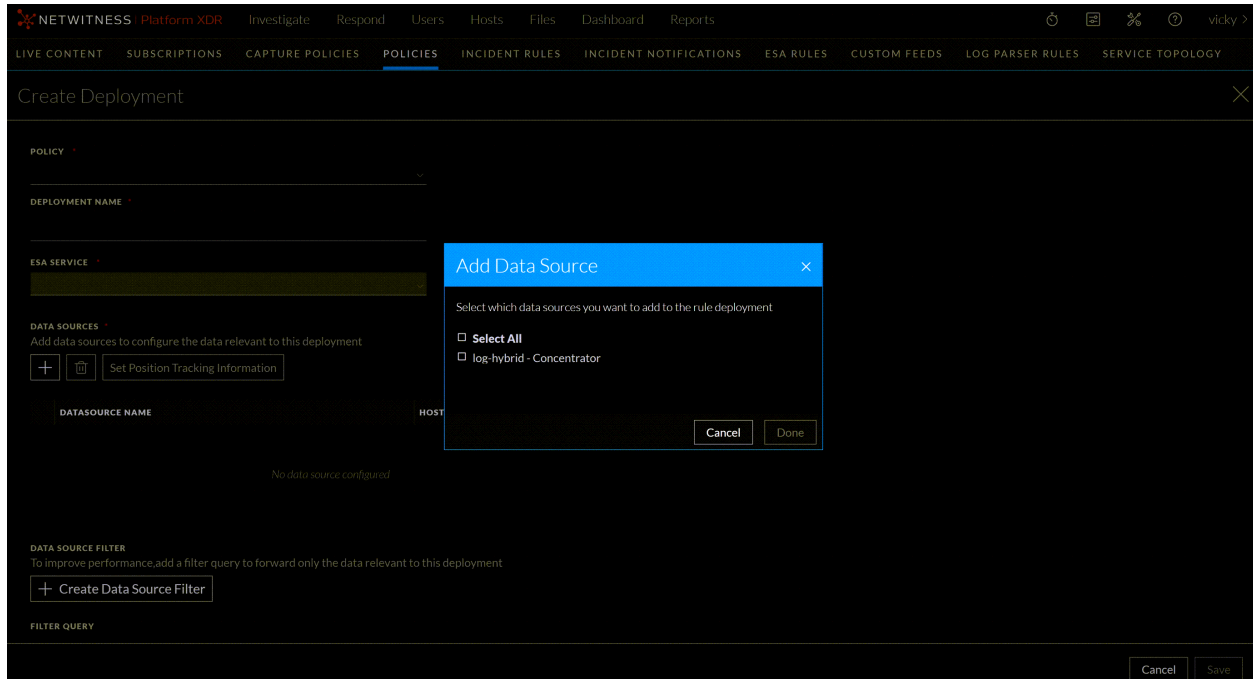 NETWITNESS Platform XDR Investigate Respond Users Hosts Files Dashboard Reports vicky >
LIVE CONTENT SUBSCRIPTIONS CAPTURE POLICIES POLICIES INCIDENT RULES INCIDENT NOTIFICATIONS ESA RULES CUSTOM FEEDS LOG PARSER RULES SERVICE TOPOLOGY
Create Deployment
POLICY *
DEPLOYMENT NAME *
ESA SERVICE *
DATA SOURCES *
Add data sources to configure the data relevant to this deployment
Set Position Tracking Information
DATASOURCE NAME HOST
No data source configured
Add Data Source
Select which data sources you want to add to the rule deployment
Select All
log-hybrid - Concentrator
Cancel Done
DATA SOURCE FILTER
To improve performance,add a filter query to forward only the data relevant to this deployment
+ Create Data Source Filter
FILTER QUERY
Cancel Save